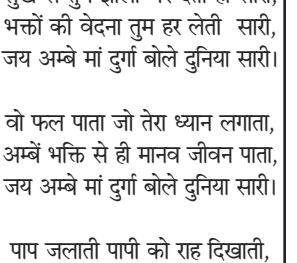 भक्तों की वेदना तुम हर लेती सारी,
जय अम्बे मां दुर्गा बोले दुनिया सारी।
वो फल पाता जो तेरा ध्यान लगाता,
अम्बें भक्ति से ही मानव जीवन पाता,
जय अम्बे मां दुर्गा बोले दुनिया सारी।
पाप जलाती पापी को राह दिखाती,